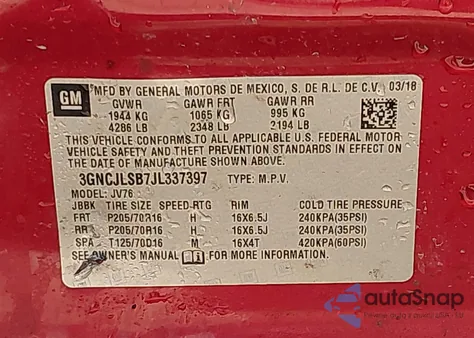 GM
MFD BY GENERAL MOTORS DE MEXICO, S. DE R.L. DE C.V. 03/18
GVWR GAWR FRT GAWR RR
1944 KG 1065 KG 995 KG
4286 LB 2348 LB 2194 LB
THIS VEHICLE CONFORMS TO ALL APPLICABLE U.S. FEDERAL MOTOR
VEHICLE SAFETY AND THEFT PREVENTION STANDARDS IN EFFECT ON THE
DATE OF MANUFACTURE SHOWN ABOVE.
3GNCJLSB7JL337397 TYPE: M.P.V.
MODEL: JV76
JBBK TIRE SIZE SPEED RTG RIM COLD TIRE PRESSURE
FRT P205/70R16 H 16X6.5J 240KPA(35PSI)
RR P205/70R16 H 16X6.5J 240KPA(35PSI)
SPA T125/70D16 M 16X4T 420KPA(60PSI)
SEE OWNER'S MANUAL FOR MORE INFORMATION.
autoSnap